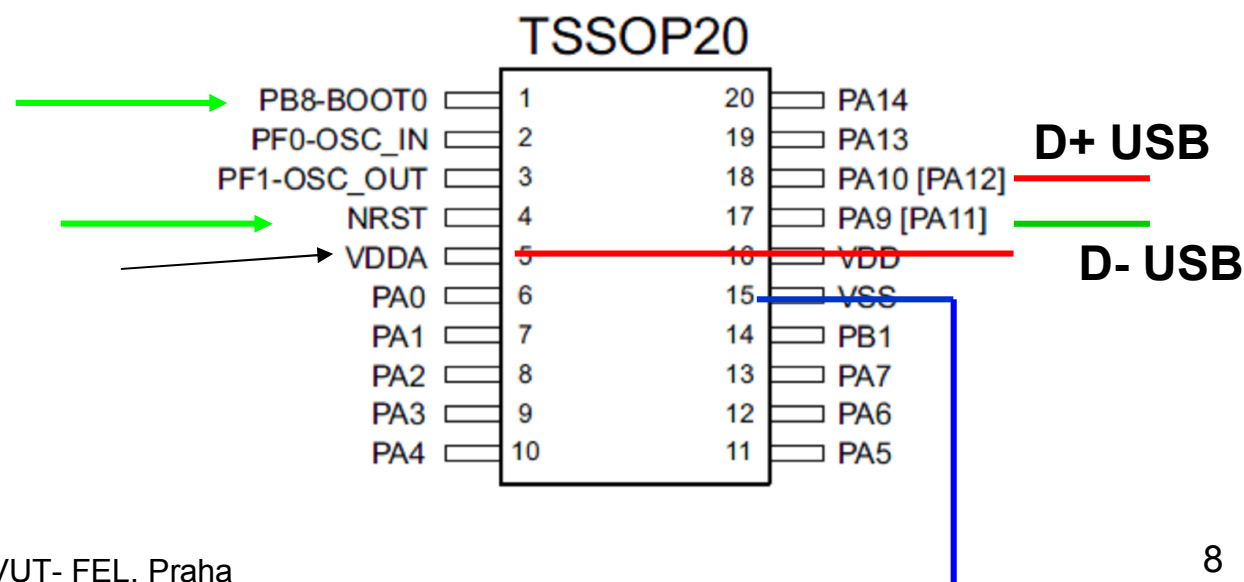 TSSOP20
PB8-BOOT0 1 20 PA14
PF0-OSC_IN 2 19 PA13
D+ USB
PF1-OSC_OUT 3 18 PA10 [PA12]
NRST 4 17 PA9 [PA11]
VDDA 5 16 VDD
D- USB
PA0 6 15 VSS
PA1 7 14 PB1
PA2 8 13 PA7
PA3 9 12 PA6
PA4 10 11 PA5
VUT- FEL. Praha
8